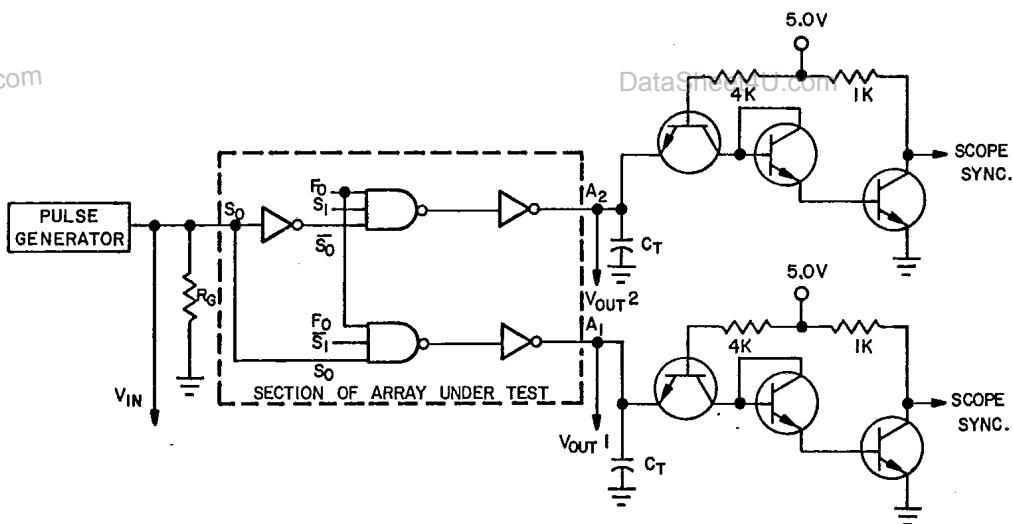 5.0V
.com
DataSheet4U.com
4K
1K
PULSE
GENERATOR
S0
F0
S1
S̅0
A2
CT
VOUT 2
SCOPE
SYNC.
RG
VIN
F0
S̅1
S0
SECTION OF ARRAY UNDER TEST
A1
CT
VOUT 1
5.0V
4K
1K
SCOPE
SYNC.